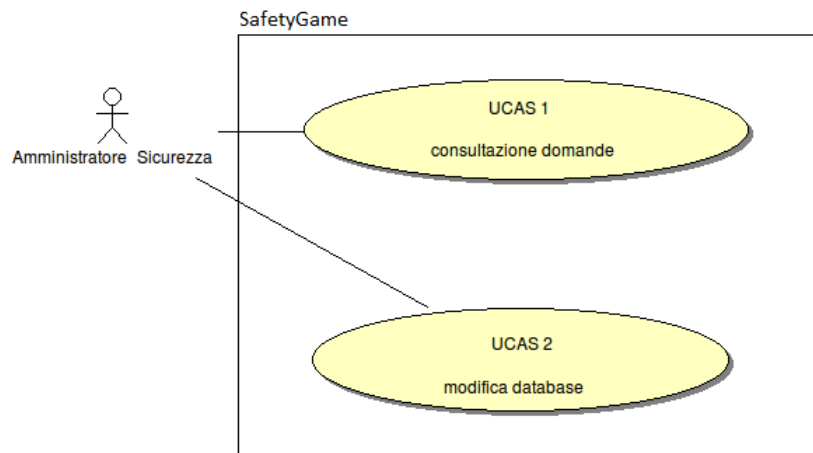 SafetyGame
UCAS 1
consultazione domande
Amministratore Sicurezza
UCAS 2
modifica database